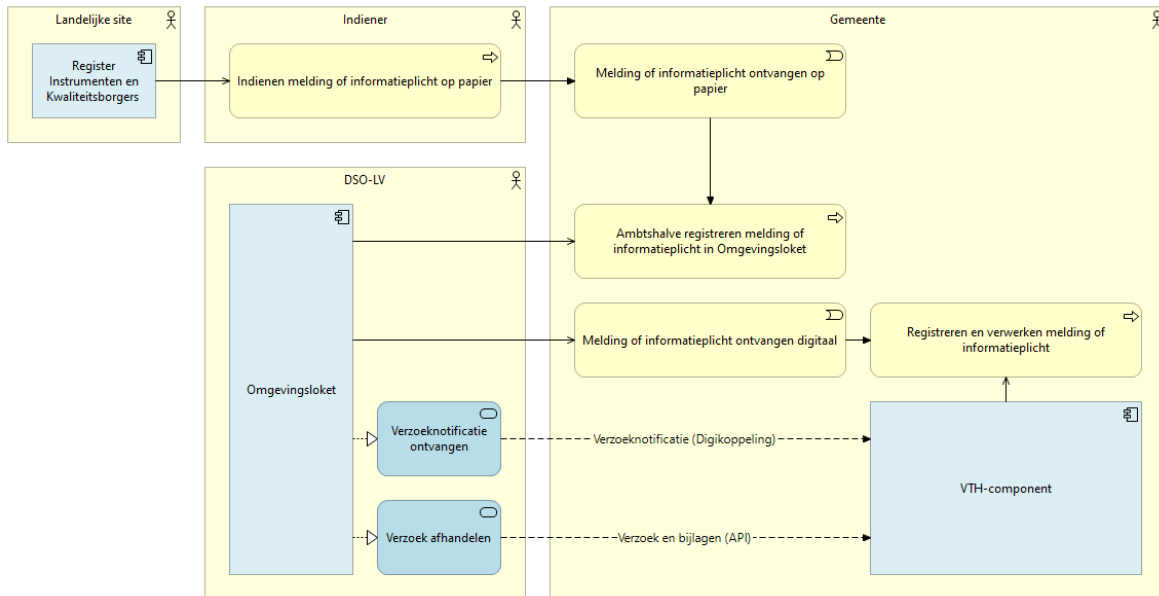 Landelijke site
Register
Instrumenten en
Kwaliteitsborgers
Indiener
Indienen melding of informatieplicht op papier
Gemeente
Melding of informatieplicht ontvangen op
papier
DSO-LV
Omgevingsloket
Ambtshalve registreren melding of
informatieplicht in Omgevingsloket
Melding of informatieplicht ontvangen digitaal
Registreren en verwerken melding of
informatieplicht
Verzoeknotificatie
ontvangen
Verzoeknotificatie (Digikoppeling)
VTH-component
Verzoek afhandelen
Verzoek en bijlagen (API)